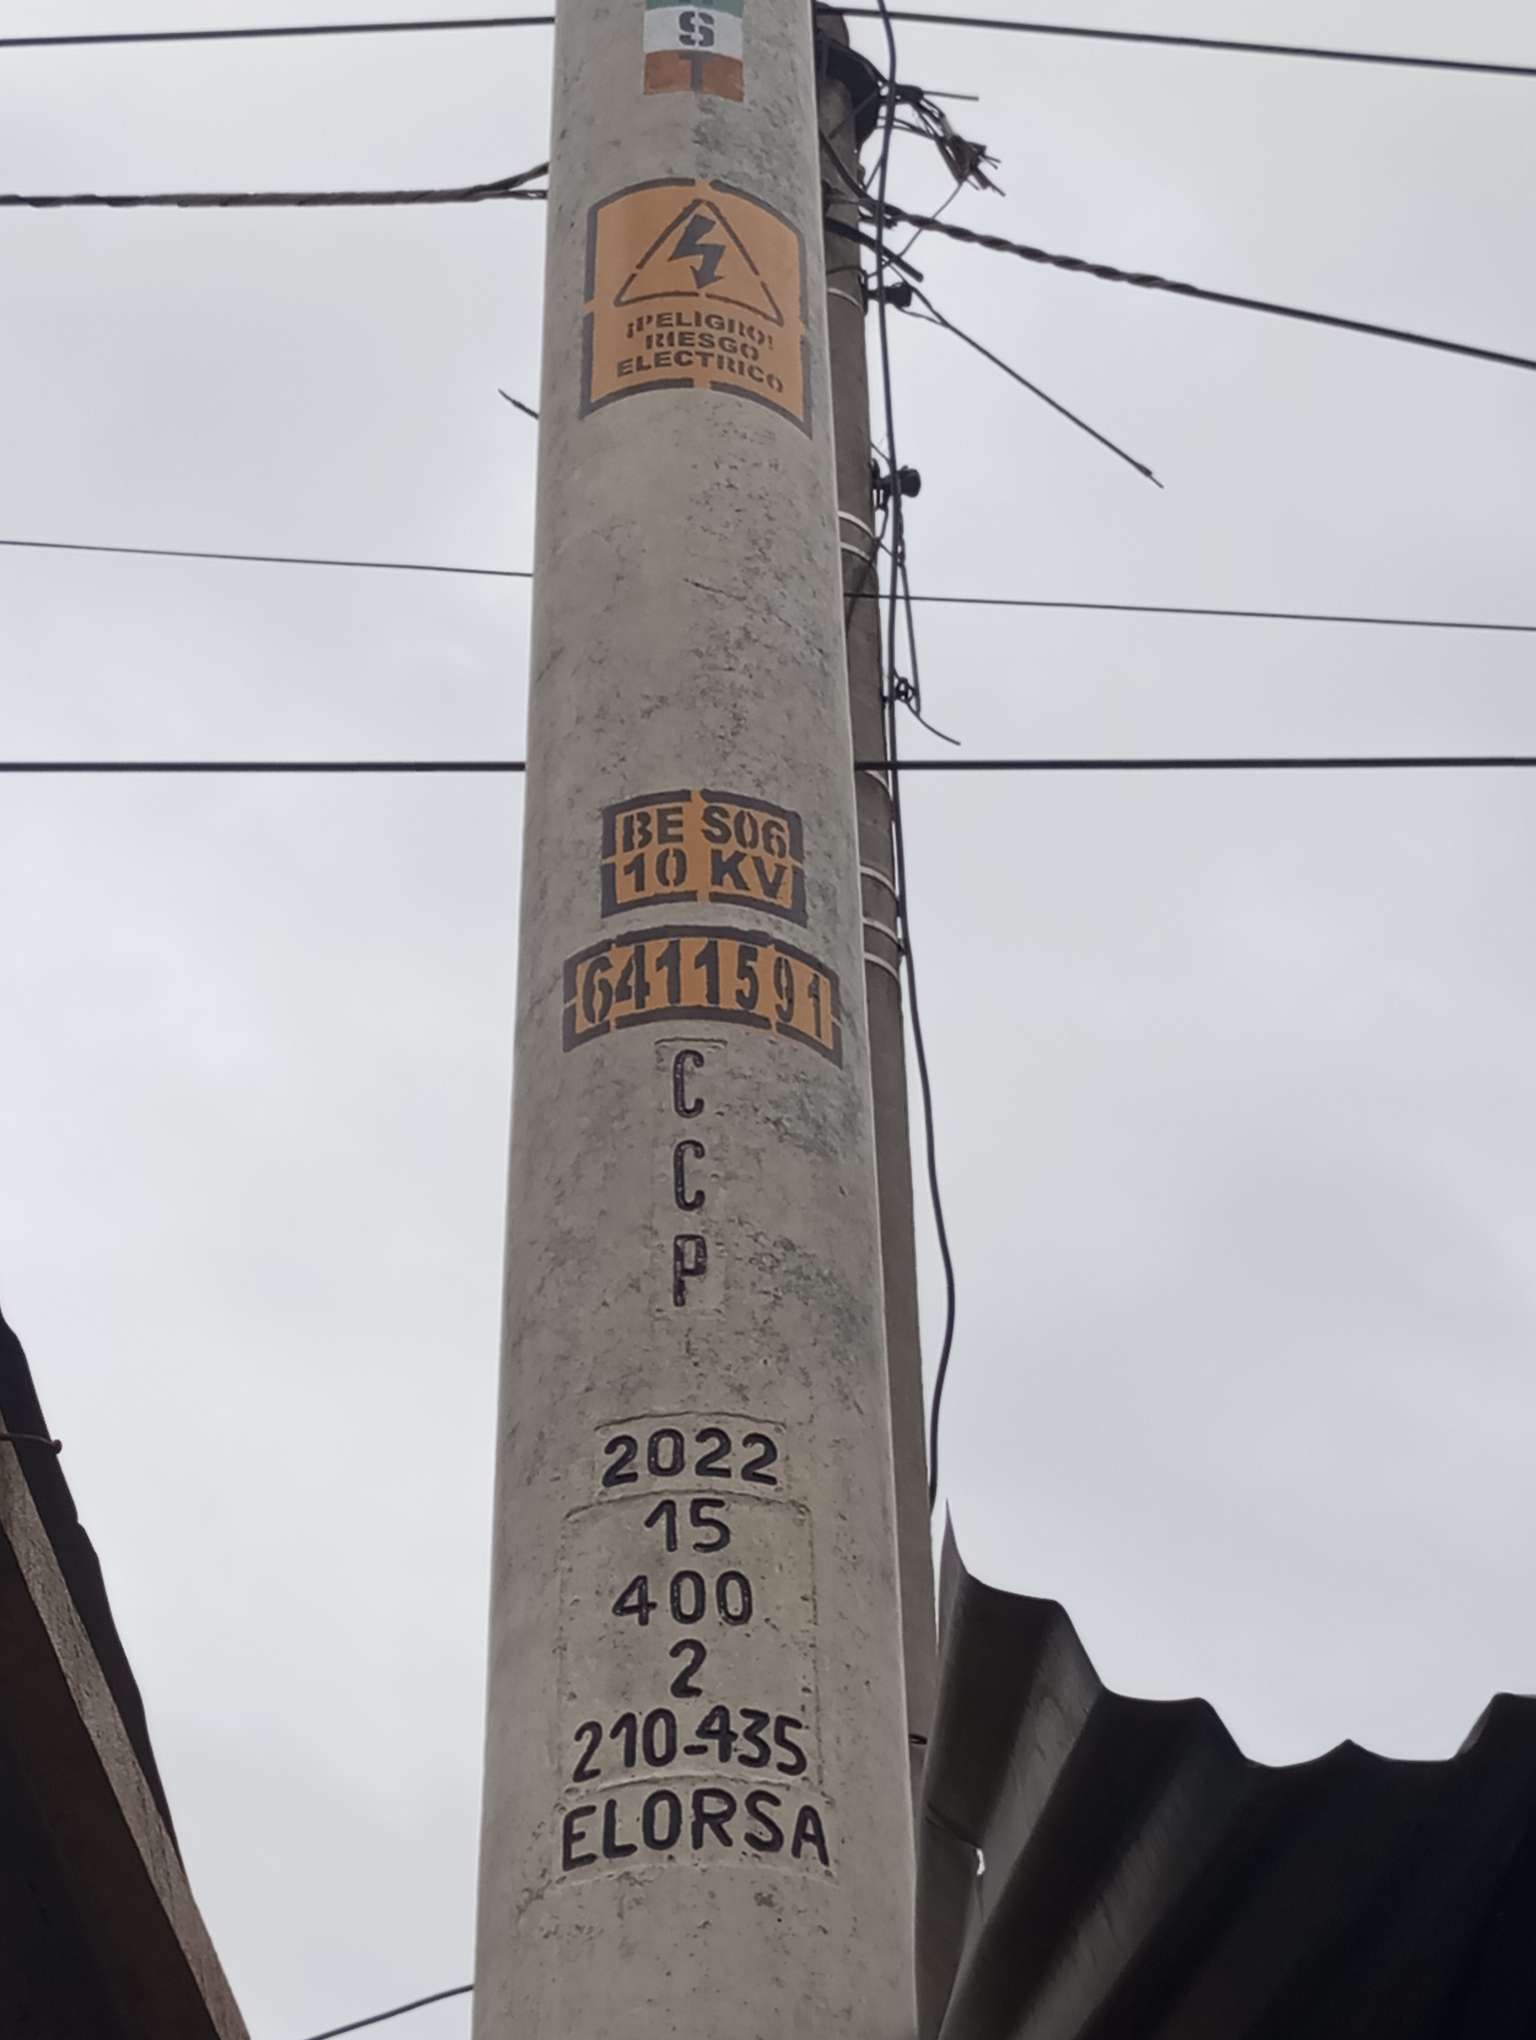 S
T
¡PELIGRO!
RIESGO
ELECTRICO
BE S06
10 KV
6411591
C
C
P
2022
15
400
2
210-435
ELORSA